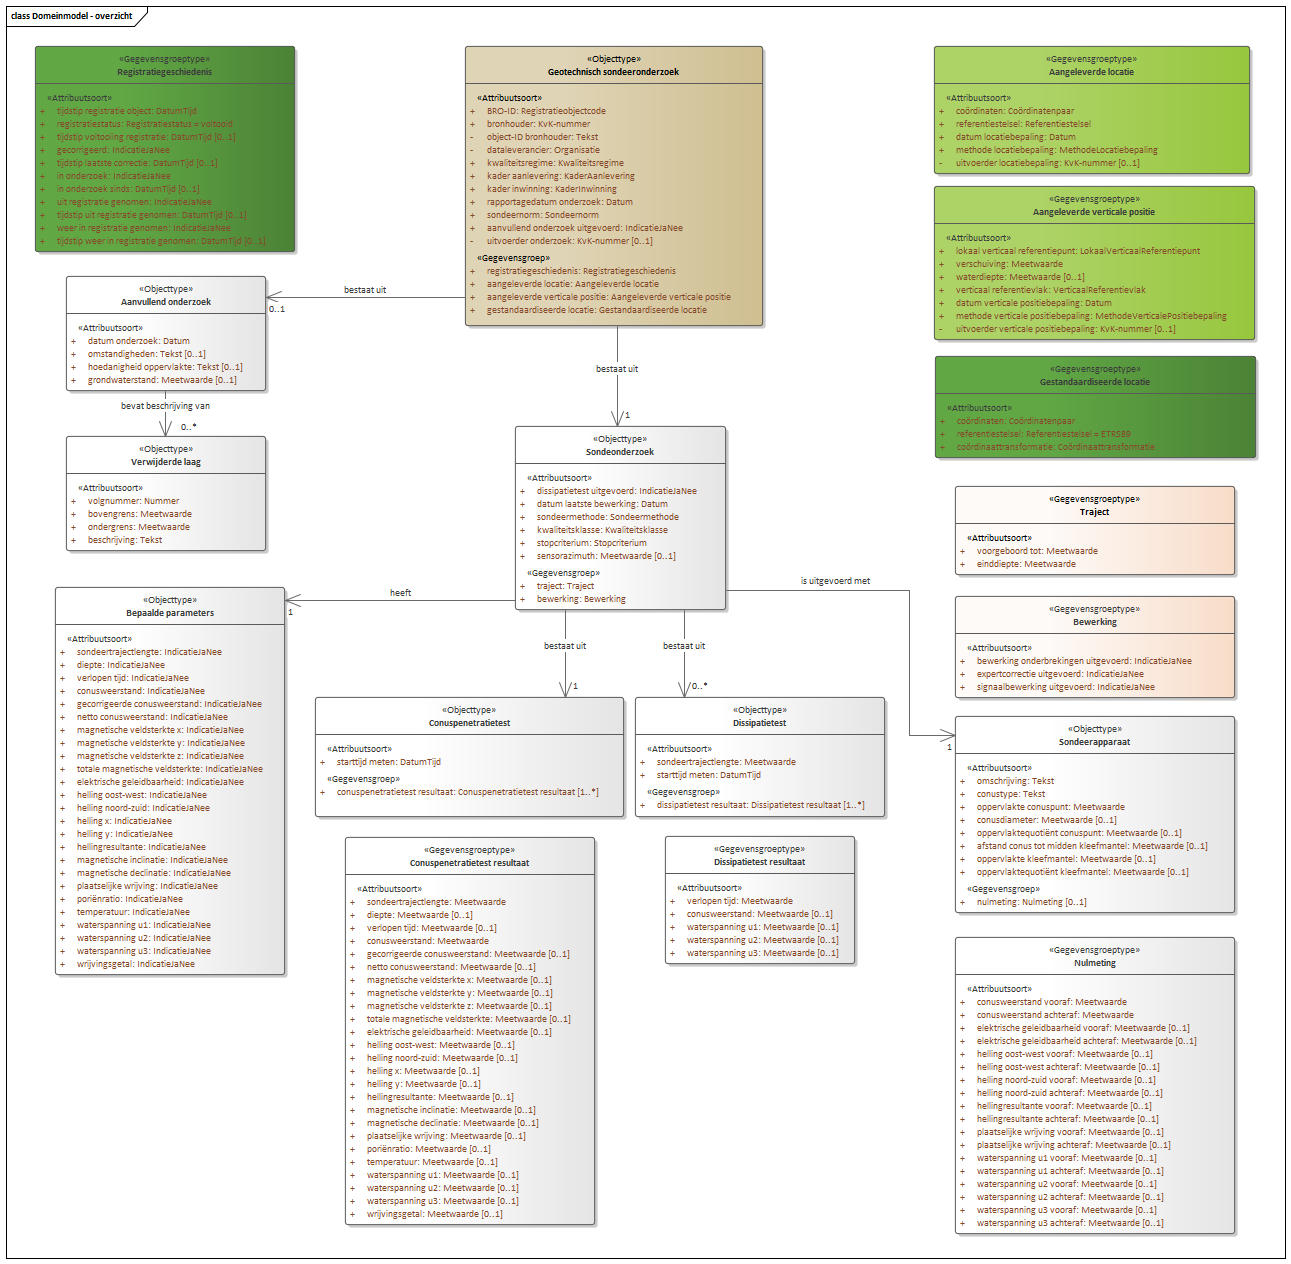 class Domeinmodel - overzicht
«Gegevensgroeptype»
Registratiegeschiedenis
«Attribuutsoort»
+ tijdstip registratie object: DatumTijd
+ registratiestatus: Registratiestatus = voltooid
+ tijdstip voltooiing registratie: DatumTijd [0..1]
+ gecorrigeerd: IndicatieJaNee
+ tijdstip laatste correctie: DatumTijd [0..1]
+ in onderzoek: IndicatieJaNee
+ in onderzoek sinds: DatumTijd [0..1]
+ uit registratie genomen: IndicatieJaNee
+ tijdstip uit registratie genomen: DatumTijd [0..1]
+ weer in registratie genomen: IndicatieJaNee
+ tijdstip weer in registratie genomen: DatumTijd [0..1]
«Objecttype»
Geotechnisch sondeeronderzoek
«Attribuutsoort»
+ BRO-ID: Registratieobjectcode
+ bronhouder: KvK-nummer
- object-ID bronhouder: Tekst
- dataleverancier: Organisatie
+ kwaliteitsregime: Kwaliteitsregime
+ kader aanlevering: KaderAanlevering
+ kader inwinning: KaderInwinning
+ rapportagedatum onderzoek: Datum
+ sondeernorm: Sondeernorm
+ aanvullend onderzoek uitgevoerd: IndicatieJaNee
- uitvoerder onderzoek: KvK-nummer [0..1]
«Gegevensgroep»
+ registratiegeschiedenis: Registratiegeschiedenis
+ aangeleverde locatie: Aangeleverde locatie
+ aangeleverde verticale positie: Aangeleverde verticale positie
+ gestandaardiseerde locatie: Gestandaardiseerde locatie
«Gegevensgroeptype»
Aangeleverde locatie
«Attribuutsoort»
+ coördinaten: Coördinatenpaar
+ referentiestelsel: Referentiestelsel
+ datum locatiebepaling: Datum
+ methode locatiebepaling: MethodeLocatiebepaling
- uitvoerder locatiebepaling: KvK-nummer [0..1]
«Gegevensgroeptype»
Aangeleverde verticale positie
«Attribuutsoort»
+ lokaal verticaal referentiepunt: LokaalVerticaalReferentiepunt
+ verschuiving: Meetwaarde
+ waterdiepte: Meetwaarde [0..1]
+ verticaal referentievlak: VerticaalReferentievlak
+ datum verticale positiebepaling: Datum
+ methode verticale positiebepaling: MethodeVerticalePositiebepaling
- uitvoerder verticale positiebepaling: KvK-nummer [0..1]
«Gegevensgroeptype»
Gestandaardiseerde locatie
«Attribuutsoort»
+ coördinaten: Coördinatenpaar
+ referentiestelsel: Referentiestelsel = ETRS89
+ coördinaattransformatie: Coördinaattransformatie
bestaat uit
0..1
«Objecttype»
Aanvullend onderzoek
«Attribuutsoort»
+ datum onderzoek: Datum
+ omstandigheden: Tekst [0..1]
+ hoedanigheid oppervlakte: Tekst [0..1]
+ grondwaterstand: Meetwaarde [0..1]
bevat beschrijving van
0..*
«Objecttype»
Verwijderde laag
«Attribuutsoort»
+ volgnummer: Nummer
+ bovengrens: Meetwaarde
+ ondergrens: Meetwaarde
+ beschrijving: Tekst
bestaat uit
1
«Objecttype»
Sondeonderzoek
«Attribuutsoort»
+ dissipatietest uitgevoerd: IndicatieJaNee
+ datum laatste bewerking: Datum
+ sondeermethode: Sondeermethode
+ kwaliteitsklasse: Kwaliteitsklasse
+ stopcriterium: Stopcriterium
+ sensorazimuth: Meetwaarde [0..1]
«Gegevensgroep»
+ traject: Traject
+ bewerking: Bewerking
«Gegevensgroeptype»
Traject
«Attribuutsoort»
+ voorgeboord tot: Meetwaarde
+ einddiepte: Meetwaarde
«Gegevensgroeptype»
Bewerking
«Attribuutsoort»
+ bewerking onderbrekingen uitgevoerd: IndicatieJaNee
+ expertcorrectie uitgevoerd: IndicatieJaNee
+ signaalbewerking uitgevoerd: IndicatieJaNee
heeft
1
is uitgevoerd met
1
bestaat uit
1
bestaat uit
0..*
«Objecttype»
Bepaalde parameters
«Attribuutsoort»
+ sondeertrajectlengte: IndicatieJaNee
+ diepte: IndicatieJaNee
+ verlopen tijd: IndicatieJaNee
+ conusweerstand: IndicatieJaNee
+ gecorrigeerde conusweerstand: IndicatieJaNee
+ netto conusweerstand: IndicatieJaNee
+ magnetische veldsterkte x: IndicatieJaNee
+ magnetische veldsterkte y: IndicatieJaNee
+ magnetische veldsterkte z: IndicatieJaNee
+ totale magnetische veldsterkte: IndicatieJaNee
+ elektrische geleidbaarheid: IndicatieJaNee
+ helling oost-west: IndicatieJaNee
+ helling noord-zuid: IndicatieJaNee
+ helling x: IndicatieJaNee
+ helling y: IndicatieJaNee
+ hellingresultante: IndicatieJaNee
+ magnetische inclinatie: IndicatieJaNee
+ magnetische declinatie: IndicatieJaNee
+ plaatselijke wrijving: IndicatieJaNee
+ poriënratio: IndicatieJaNee
+ temperatuur: IndicatieJaNee
+ waterspanning u1: IndicatieJaNee
+ waterspanning u2: IndicatieJaNee
+ waterspanning u3: IndicatieJaNee
+ wrijvingsgetal: IndicatieJaNee
«Objecttype»
Conuspenetratietest
«Attribuutsoort»
+ starttijd meten: DatumTijd
«Gegevensgroep»
+ conuspenetratietest resultaat: Conuspenetratietest resultaat [1..*]
«Objecttype»
Dissipatietest
«Attribuutsoort»
+ sondeertrajectlengte: Meetwaarde
+ starttijd meten: DatumTijd
«Gegevensgroep»
+ dissipatietest resultaat: Dissipatietest resultaat [1..*]
«Objecttype»
Sondeerapparaat
«Attribuutsoort»
+ omschrijving: Tekst
+ conustype: Tekst
+ oppervlakte conuspunt: Meetwaarde
+ conusdiameter: Meetwaarde [0..1]
+ oppervlaktequotiënt conuspunt: Meetwaarde [0..1]
+ afstand conus tot midden kleefmantel: Meetwaarde [0..1]
+ oppervlakte kleefmantel: Meetwaarde [0..1]
+ oppervlaktequotiënt kleefmantel: Meetwaarde [0..1]
«Gegevensgroep»
+ nulmeting: Nulmeting [0..1]
«Gegevensgroeptype»
Conuspenetratietest resultaat
«Attribuutsoort»
+ sondeertrajectlengte: Meetwaarde
+ diepte: Meetwaarde [0..1]
+ verlopen tijd: Meetwaarde [0..1]
+ conusweerstand: Meetwaarde
+ gecorrigeerde conusweerstand: Meetwaarde [0..1]
+ netto conusweerstand: Meetwaarde [0..1]
+ magnetische veldsterkte x: Meetwaarde [0..1]
+ magnetische veldsterkte y: Meetwaarde [0..1]
+ magnetische veldsterkte z: Meetwaarde [0..1]
+ totale magnetische veldsterkte: Meetwaarde [0..1]
+ elektrische geleidbaarheid: Meetwaarde [0..1]
+ helling oost-west: Meetwaarde [0..1]
+ helling noord-zuid: Meetwaarde [0..1]
+ helling x: Meetwaarde [0..1]
+ helling y: Meetwaarde [0..1]
+ hellingresultante: Meetwaarde [0..1]
+ magnetische inclinatie: Meetwaarde [0..1]
+ magnetische declinatie: Meetwaarde [0..1]
+ plaatselijke wrijving: Meetwaarde [0..1]
+ poriënratio: Meetwaarde [0..1]
+ temperatuur: Meetwaarde [0..1]
+ waterspanning u1: Meetwaarde [0..1]
+ waterspanning u2: Meetwaarde [0..1]
+ waterspanning u3: Meetwaarde [0..1]
+ wrijvingsgetal: Meetwaarde [0..1]
«Gegevensgroeptype»
Dissipatietest resultaat
«Attribuutsoort»
+ verlopen tijd: Meetwaarde
+ conusweerstand: Meetwaarde [0..1]
+ waterspanning u1: Meetwaarde [0..1]
+ waterspanning u2: Meetwaarde [0..1]
+ waterspanning u3: Meetwaarde [0..1]
«Gegevensgroeptype»
Nulmeting
«Attribuutsoort»
+ conusweerstand vooraf: Meetwaarde
+ conusweerstand achteraf: Meetwaarde
+ elektrische geleidbaarheid vooraf: Meetwaarde [0..1]
+ elektrische geleidbaarheid achteraf: Meetwaarde [0..1]
+ helling oost-west vooraf: Meetwaarde [0..1]
+ helling oost-west achteraf: Meetwaarde [0..1]
+ helling noord-zuid vooraf: Meetwaarde [0..1]
+ helling noord-zuid achteraf: Meetwaarde [0..1]
+ hellingresultante vooraf: Meetwaarde [0..1]
+ hellingresultante achteraf: Meetwaarde [0..1]
+ plaatselijke wrijving vooraf: Meetwaarde [0..1]
+ plaatselijke wrijving achteraf: Meetwaarde [0..1]
+ waterspanning u1 vooraf: Meetwaarde [0..1]
+ waterspanning u1 achteraf: Meetwaarde [0..1]
+ waterspanning u2 vooraf: Meetwaarde [0..1]
+ waterspanning u2 achteraf: Meetwaarde [0..1]
+ waterspanning u3 vooraf: Meetwaarde [0..1]
+ waterspanning u3 achteraf: Meetwaarde [0..1]